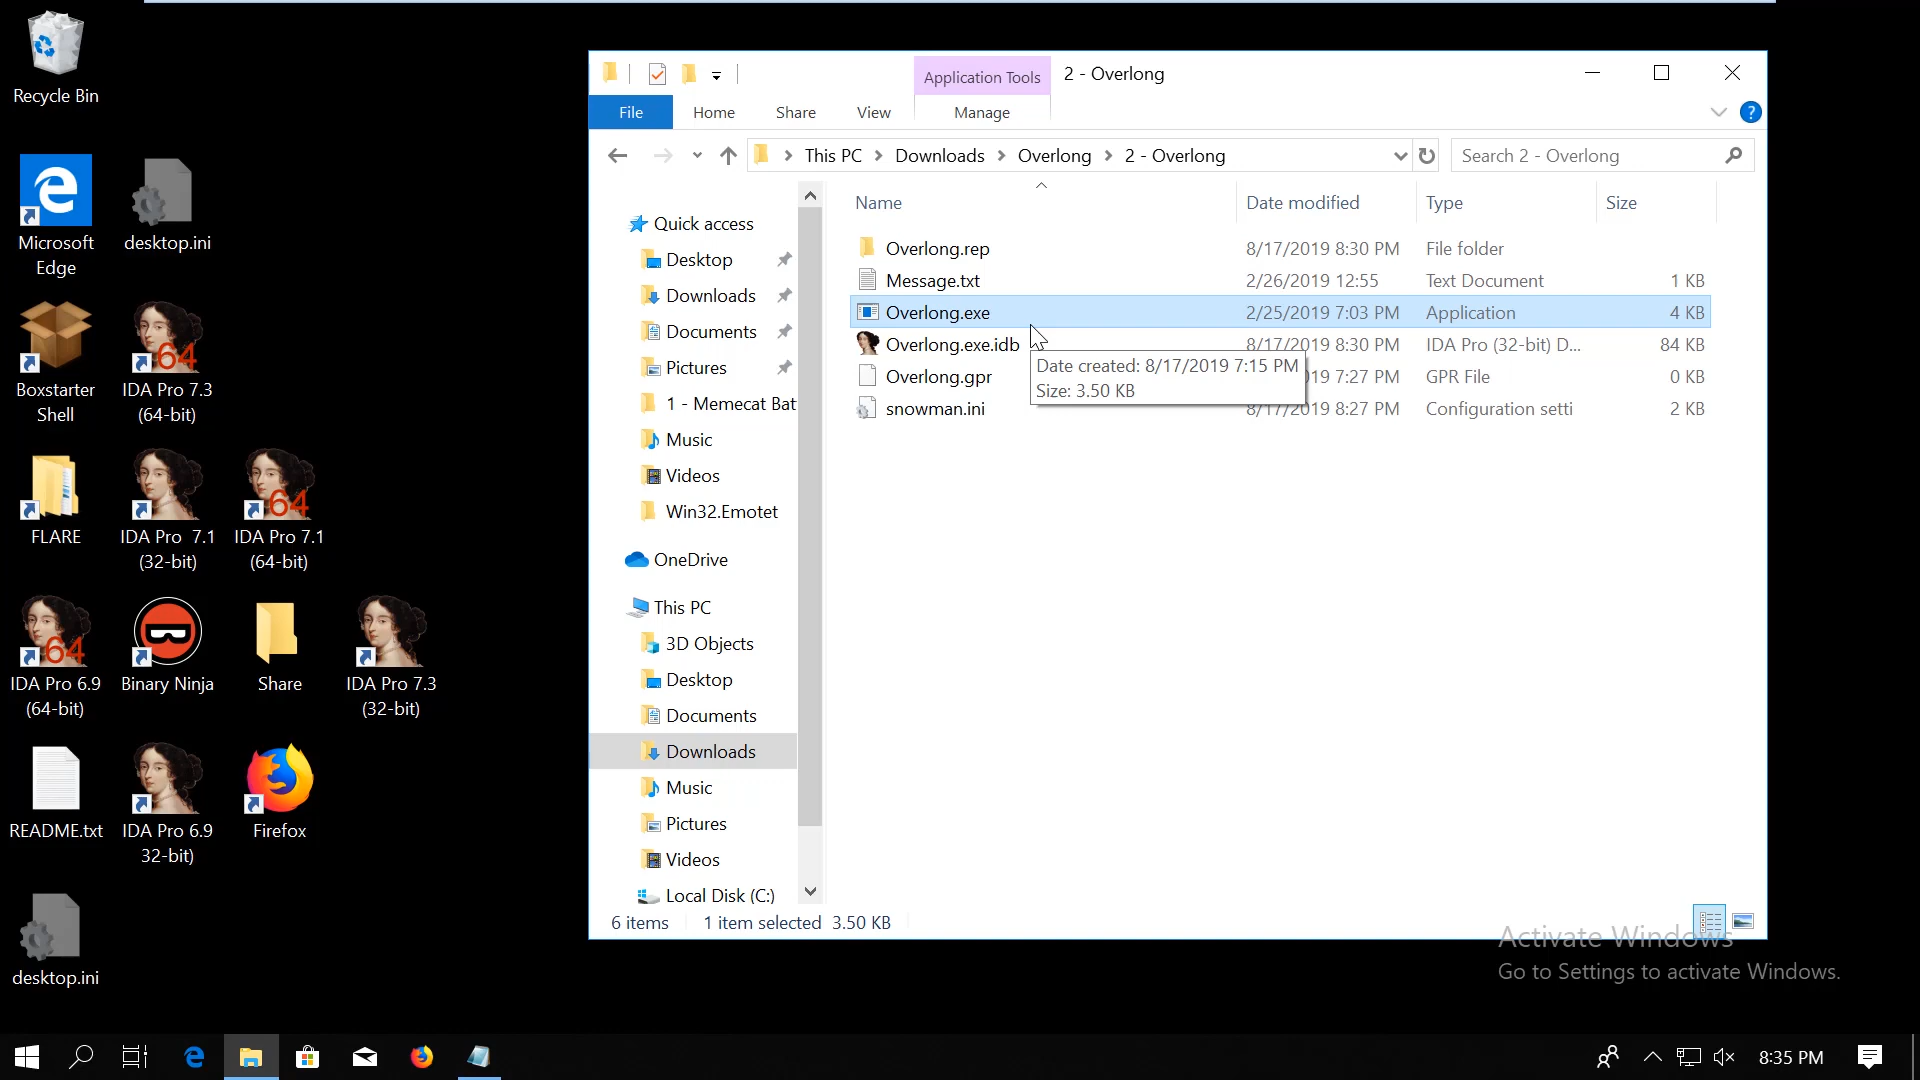 Recycle Bin
Microsoft
Edge
desktop.ini
Boxstarter
Shell
64
IDA Pro 7.3
(64-bit)
FLARE
IDA Pro 7.1
(32-bit)
64
IDA Pro 7.1
(64-bit)
64
IDA Pro 6.9
(64-bit)
Binary Ninja
Share
IDA Pro 7.3
(32-bit)
README.txt
IDA Pro 6.9
32-bit)
Firefox
desktop.ini
Application Tools
2 - Overlong
File
Home
Share
View
Manage
?
This PC
Downloads
Overlong
2 - Overlong
Search 2 - Overlong
Quick access
Desktop
Downloads
Documents
Pictures
1 - Memecat Bat
Music
Videos
Win32.Emotet
OneDrive
This PC
3D Objects
Desktop
Documents
Downloads
Music
Pictures
Videos
Local Disk (C:)
Name Date modified Type Size
Overlong.rep 8/17/2019 8:30 PM File folder
Message.txt 2/26/2019 12:55 Text Document 1 KB
Overlong.exe 2/25/2019 7:03 PM Application 4 KB
Overlong.exe.idb 8/17/2019 8:30 PM IDA Pro (32-bit) D... 84 KB
Overlong.gpr 19 7:27 PM GPR File 0 KB
snowman.ini 8/17/2019 8:27 PM Configuration setti 2 KB
Date created: 8/17/2019 7:15 PM
Size: 3.50 KB
6 items 1 item selected 3.50 KB
Activate Windows
Go to Settings to activate Windows.
8:35 PM